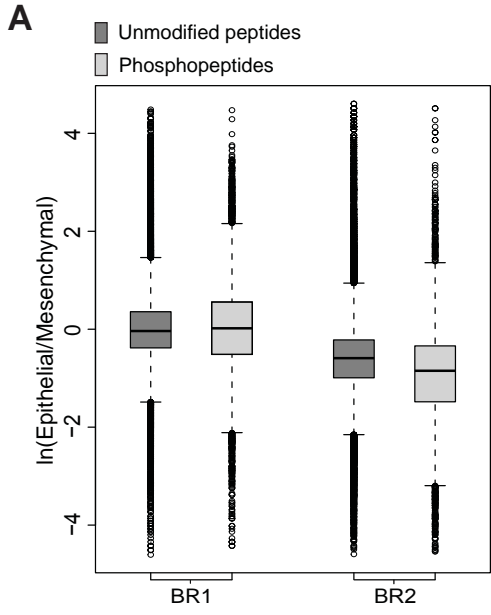 A
Unmodified peptides
Phosphopeptides
ln(Epithelial/Mesenchymal)
4
2
0
−2
−4
BR1
BR2